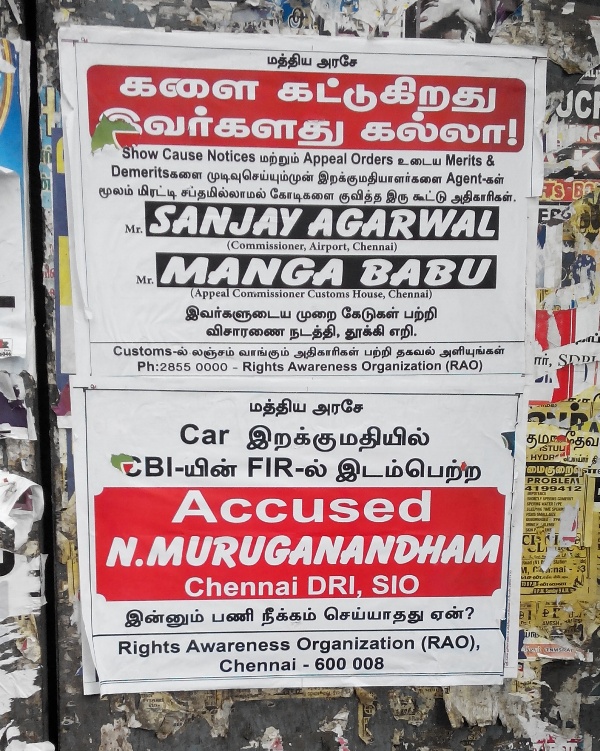 மத்திய அரசே
களை கட்டுகிறது
இவர்களது கல்லா!
Show Cause Notices மற்றும் Appeal Orders உடைய Merits &
Demeritsகளை முடிவுசெய்யும்முன் இறக்குமதியாளர்களை Agent-கள்
மூலம் மிரட்டி சப்தமில்லாமல் கோடிகளை குவித்த இரு கூட்டு அதிகாரிகள்.
Mr. SANJAY AGARWAL
(Commissioner, Airport, Chennai)
Mr. MANGA BABU
(Appeal Commissioner Customs House, Chennai)
இவர்களுடைய முறை கேடுகள் பற்றி
விசாரணை நடத்தி, தூக்கி எறி.
Customs-ல் லஞ்சம் வாங்கும் அதிகாரிகள் பற்றி தகவல் அளியுங்கள்
Ph:2855 0000 - Rights Awareness Organization (RAO)
மத்திய அரசே
Car இறக்குமதியில்
CBI-யின் FIR-ல் இடம்பெற்ற
Accused
N.MURUGANANDHAM
Chennai DRI, SIO
இன்னும் பணி நீக்கம் செய்யாதது ஏன்?
Rights Awareness Organization (RAO),
Chennai - 600 008
PROBLEM
4199412